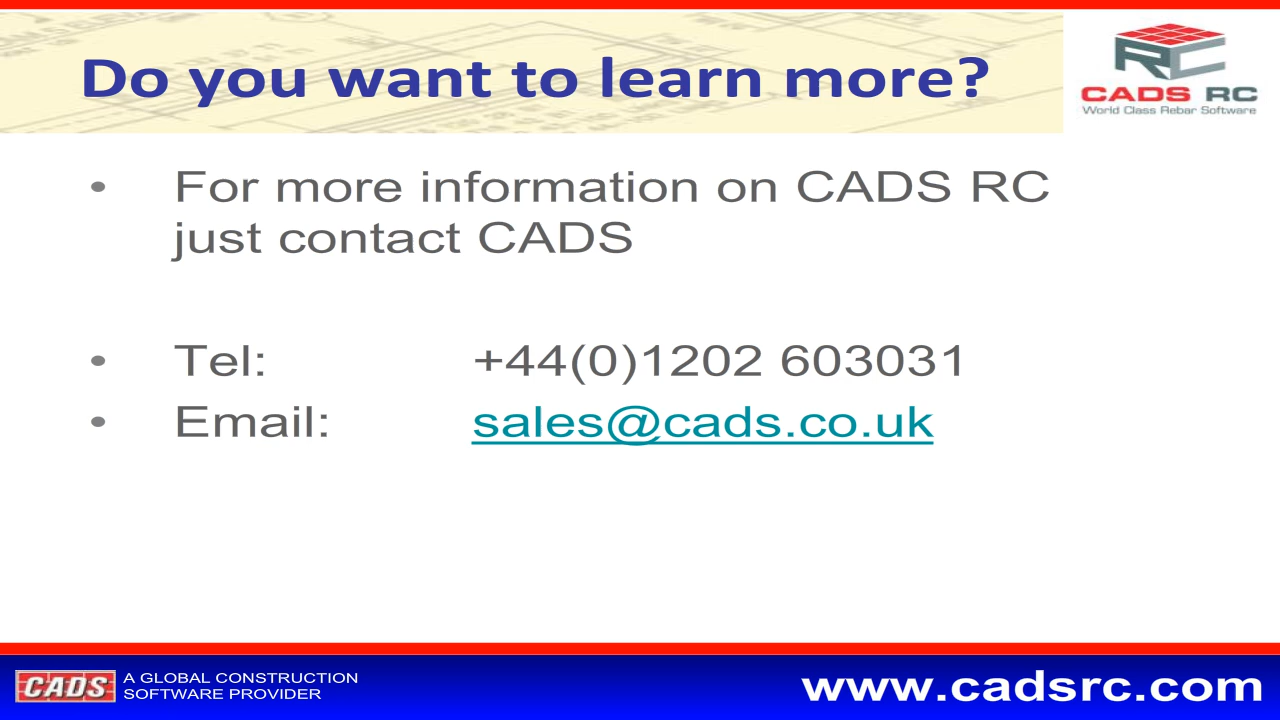 Do you want to learn more?
RC
CADS RC
World Class Rebar Software
• For more information on CADS RC
just contact CADS
• Tel: +44(0)1202 603031
• Email: sales@cads.co.uk
CADS
A GLOBAL CONSTRUCTION
SOFTWARE PROVIDER
www.cadsrc.com